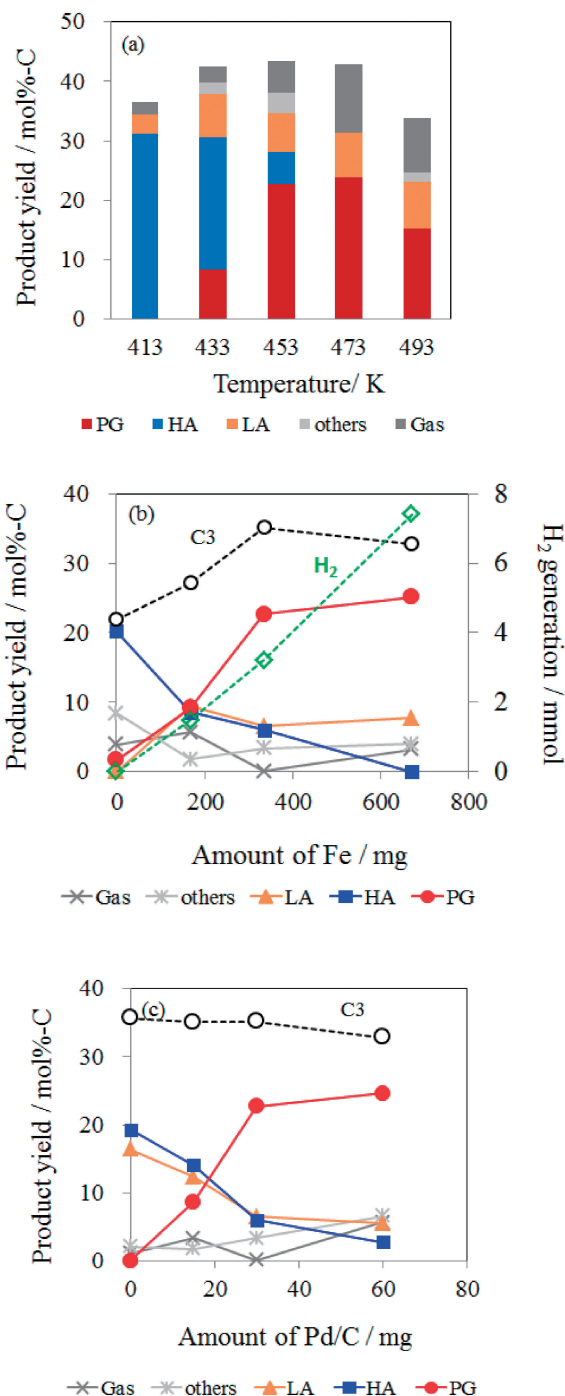 50
(a)
40
30
20
10
0
Product yield / mol%-C
413 433 453 473 493
Temperature/ K
PG HA LA others Gas
40 8
(b)
C3
30 6
H2
20 4
10 2
0 0
Product yield / mol%-C
H2 generation / mmol
0 200 400 600 800
Amount of Fe / mg
Gas others LA HA PG
40
(c) C3
30
20
10
0
Product yield / mol%-C
0 20 40 60 80
Amount of Pd/C / mg
Gas others LA HA PG